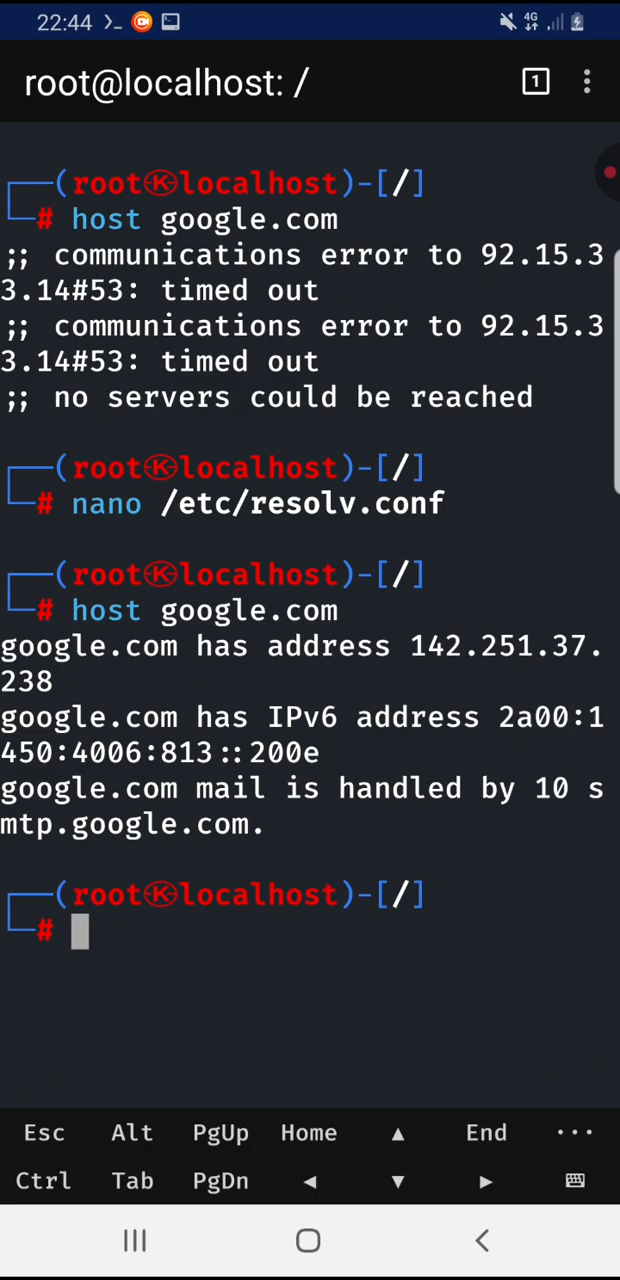 22:44
4G
root@localhost: /
1
┌──(root㉿localhost)-[/]
└─# host google.com
;; communications error to 92.15.3
3.14#53: timed out
;; communications error to 92.15.3
3.14#53: timed out
;; no servers could be reached
┌──(root㉿localhost)-[/]
└─# nano /etc/resolv.conf
┌──(root㉿localhost)-[/]
└─# host google.com
google.com has address 142.251.37.
238
google.com has IPv6 address 2a00:1
450:4006:813::200e
google.com mail is handled by 10 s
mtp.google.com.
┌──(root㉿localhost)-[/]
└─#
Esc Alt PgUp Home ▲ End ···
Ctrl Tab PgDn ◄ ▼ ►